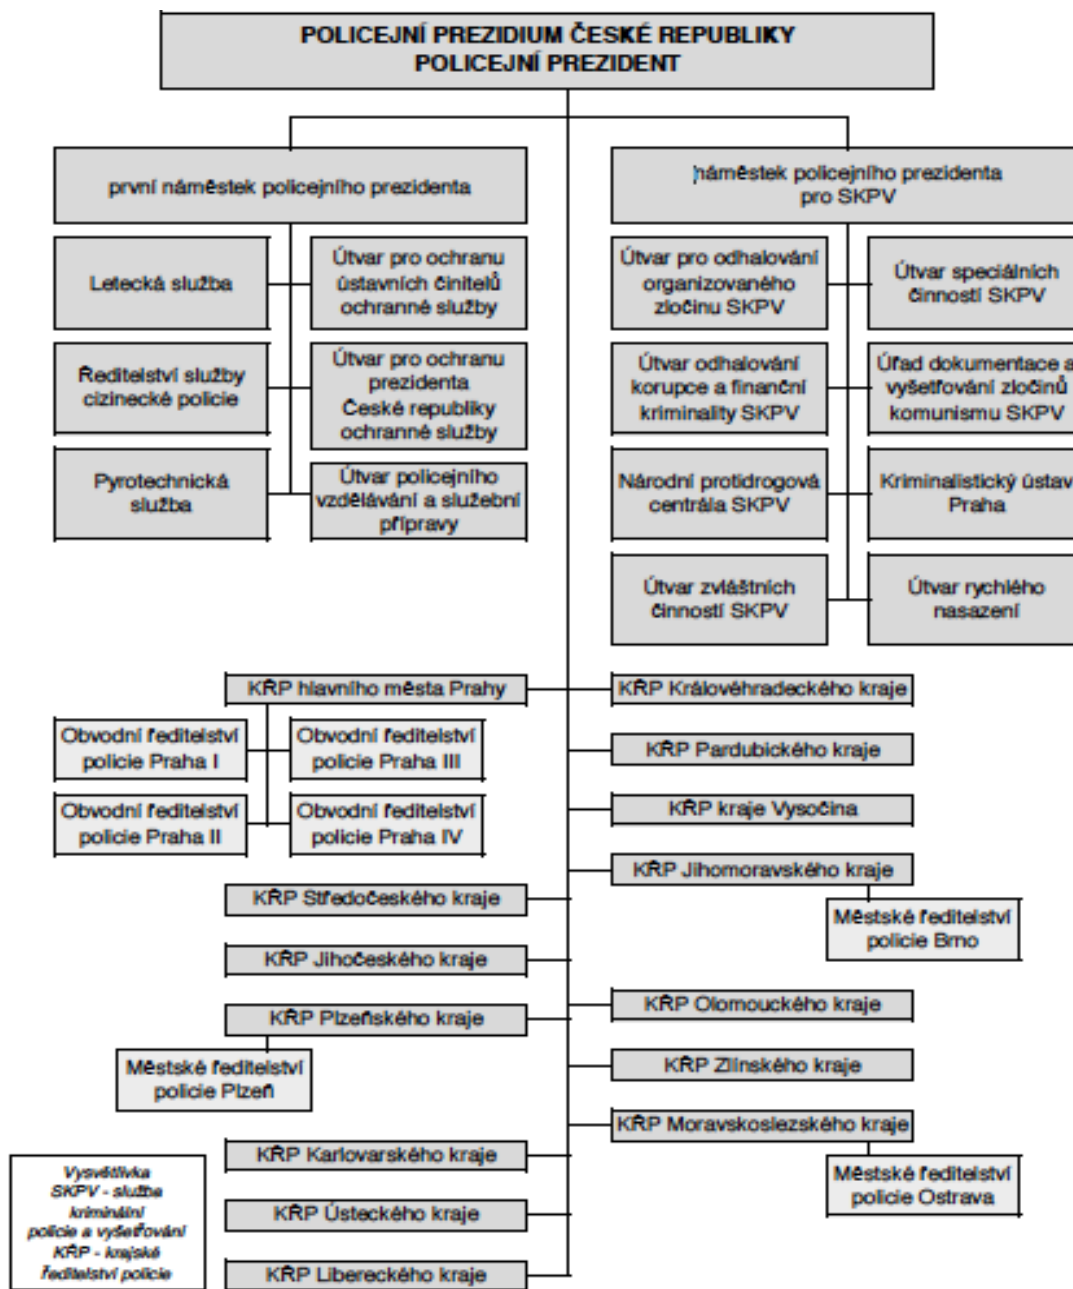 POLICEJNÍ PREZIDIUM ČESKÉ REPUBLIKY
POLICEJNÍ PREZIDENT
první náměstek policejního prezidenta
Letecká služba
Útvar pro ochranu
ústavních činitelů
ochranné služby
Ředitelství služby
cizinecké policie
Útvar pro ochranu
prezidenta
České republiky
ochranné služby
Pyrotechnická
služba
Útvar policejního
vzdělávání a služební
přípravy
náměstek policejního prezidenta
pro SKPV
Útvar pro odhalování
organizovaného
zločinu SKPV
Útvar speciálních
činností SKPV
Útvar odhalování
korupce a finanční
kriminality SKPV
Úřad dokumentace a
vyšetřování zločinů
komunismu SKPV
Národní protidrogová
centrála SKPV
Kriminalistický ústav
Praha
Útvar zvláštních
činností SKPV
Útvar rychlého
nasazení
KŘP hlavního města Prahy
Obvodní ředitelství
policie Praha I
Obvodní ředitelství
policie Praha III
Obvodní ředitelství
policie Praha II
Obvodní ředitelství
policie Praha IV
KŘP Středočeského kraje
KŘP Jihočeského kraje
KŘP Plzeňského kraje
Městské ředitelství
policie Plzeň
KŘP Karlovarského kraje
KŘP Ústeckého kraje
KŘP Libereckého kraje
KŘP Královéhradeckého kraje
KŘP Pardubického kraje
KŘP kraje Vysočina
KŘP Jihomoravského kraje
Městské ředitelství
policie Brno
KŘP Olomouckého kraje
KŘP Zlínského kraje
KŘP Moravskoslezského kraje
Městské ředitelství
policie Ostrava
Vysvětlivka
SKPV - služba
kriminální
policie a vyšetřování
KŘP - krajské
ředitelství policie